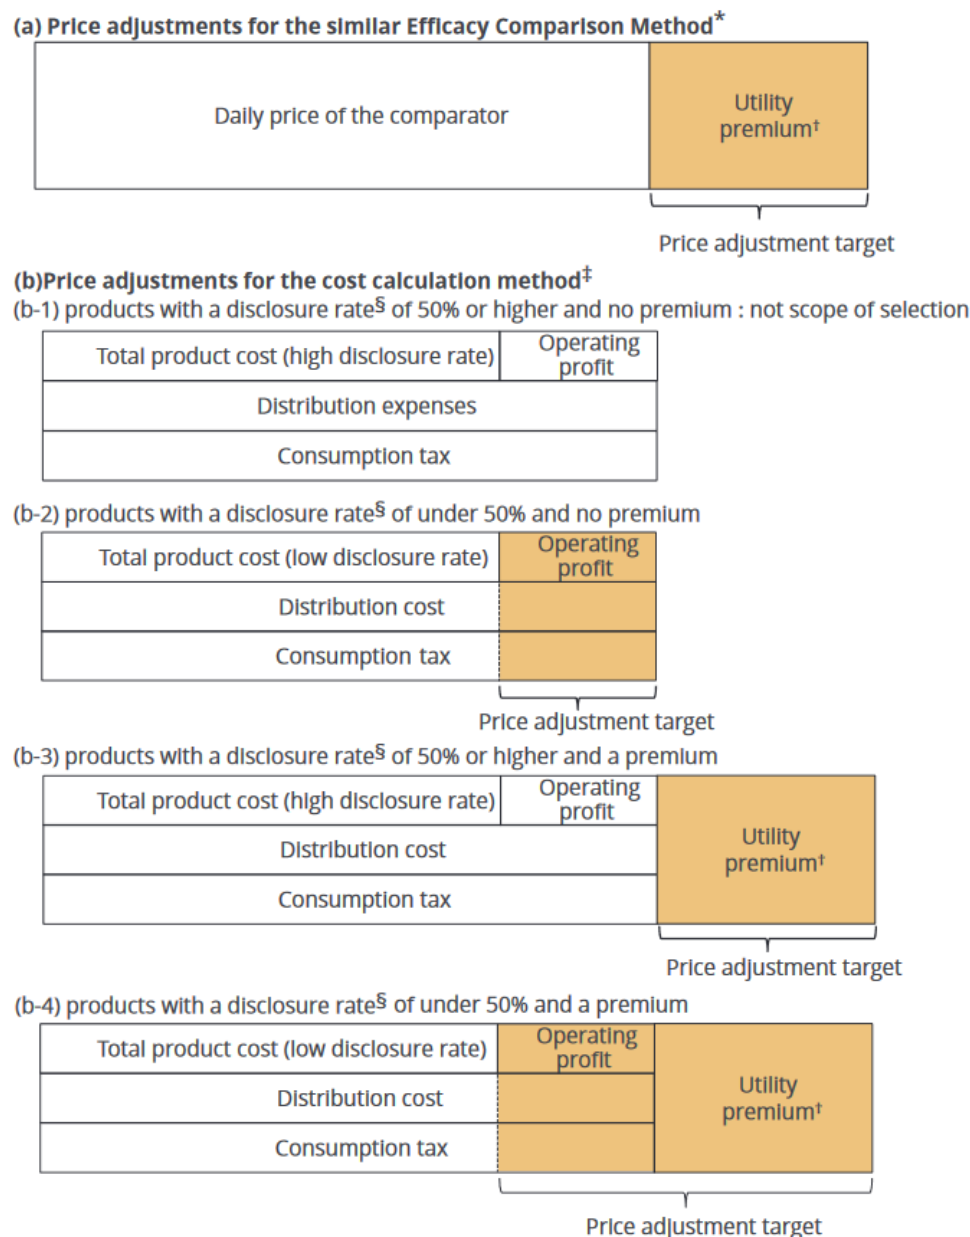 (a) Price adjustments for the similar Efficacy Comparison Method*
Daily price of the comparator
Utility
premium†
Price adjustment target
(b)Price adjustments for the cost calculation method‡
(b-1) products with a disclosure rate§ of 50% or higher and no premium : not scope of selection
Total product cost (high disclosure rate)
Operating
profit
Distribution expenses
Consumption tax
(b-2) products with a disclosure rate§ of under 50% and no premium
Total product cost (low disclosure rate)
Operating
profit
Distribution cost
Consumption tax
Price adjustment target
(b-3) products with a disclosure rate§ of 50% or higher and a premium
Total product cost (high disclosure rate)
Operating
profit
Distribution cost
Consumption tax
Utility
premium†
Price adjustment target
(b-4) products with a disclosure rate§ of under 50% and a premium
Total product cost (low disclosure rate)
Operating
profit
Distribution cost
Consumption tax
Utility
premium†
Price adjustment target